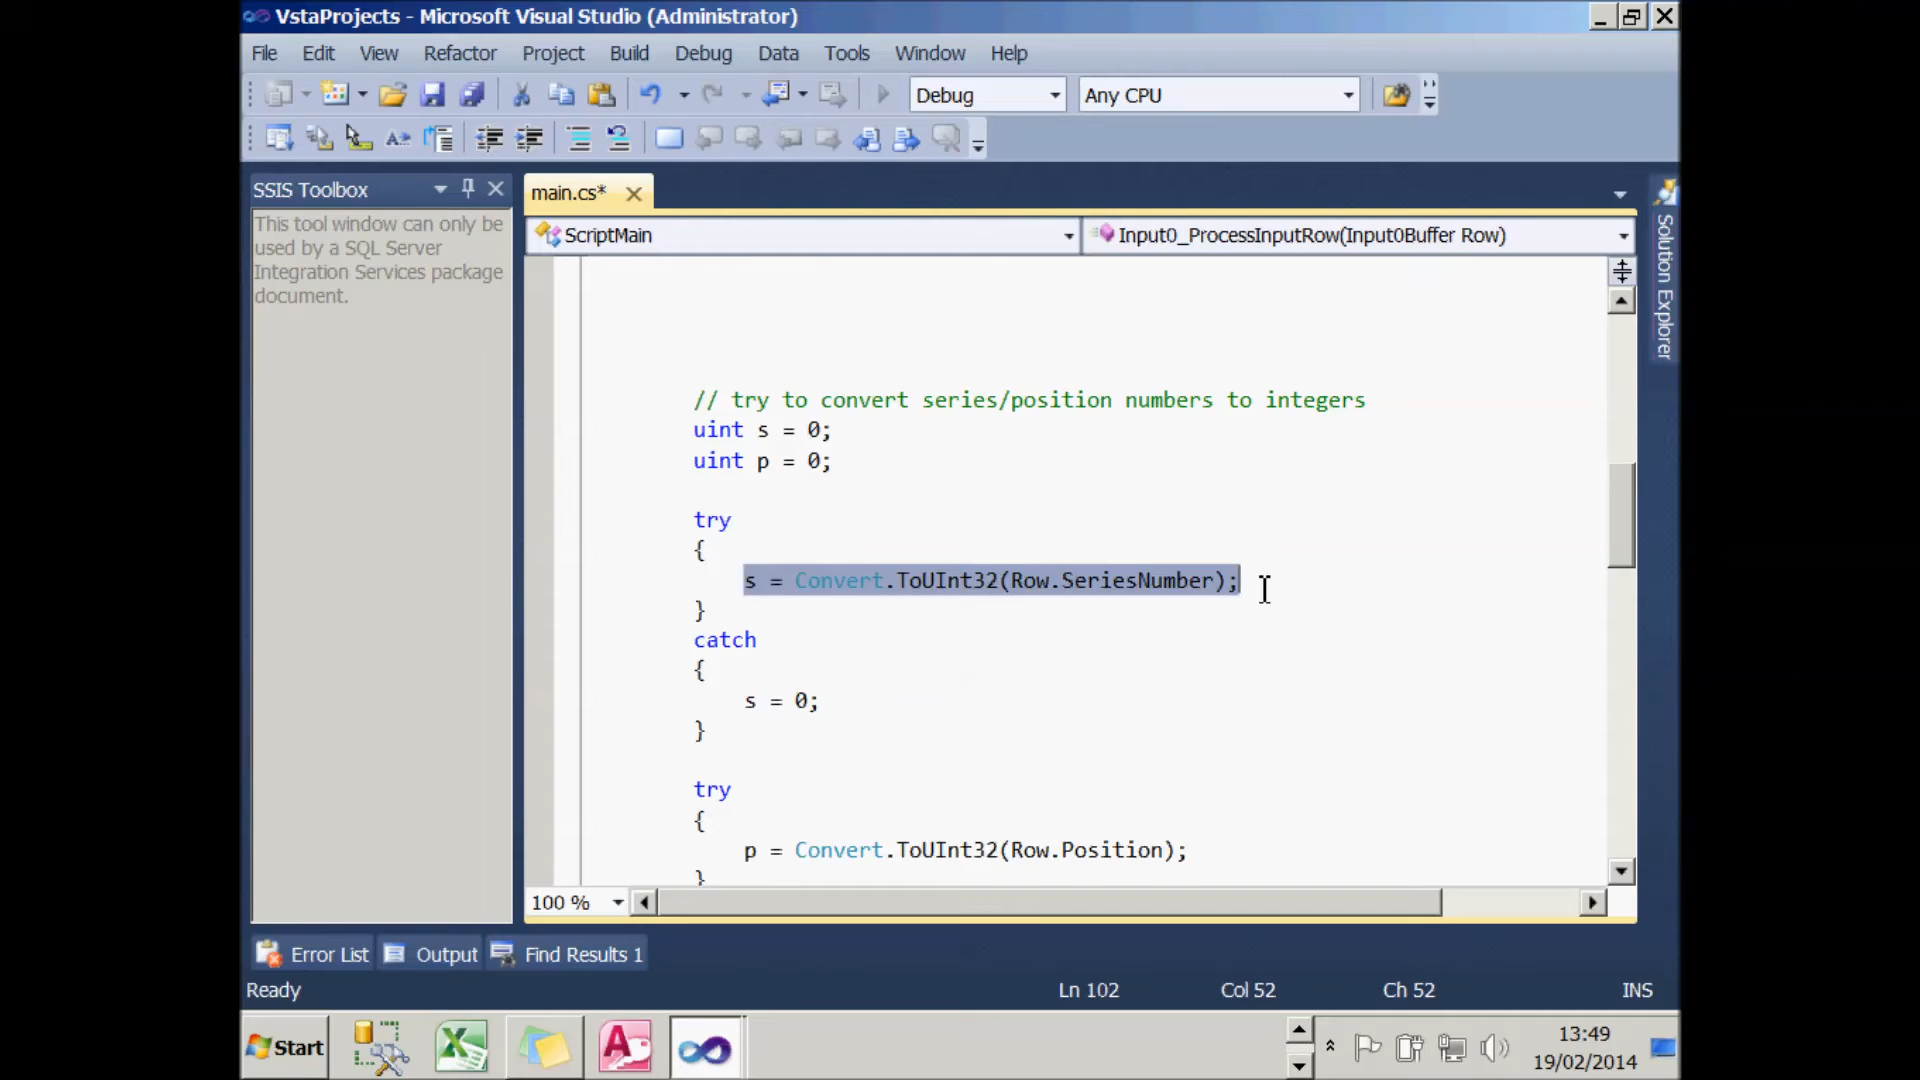 VstaProjects - Microsoft Visual Studio (Administrator)
File Edit View Refactor Project Build Debug Data Tools Window Help
Debug Any CPU
SSIS Toolbox
This tool window can only be
used by a SQL Server
Integration Services package
document.
main.cs*
ScriptMain
Input0_ProcessInputRow(Input0Buffer Row)
Solution Explorer
// try to convert series/position numbers to integers
uint s = 0;
uint p = 0;
try
{
s = Convert.ToUInt32(Row.SeriesNumber);
}
catch
{
s = 0;
}
try
{
p = Convert.ToUInt32(Row.Position);
}
100 %
Error List Output Find Results 1
Ready Ln 102 Col 52 Ch 52 INS
Start
13:49
19/02/2014